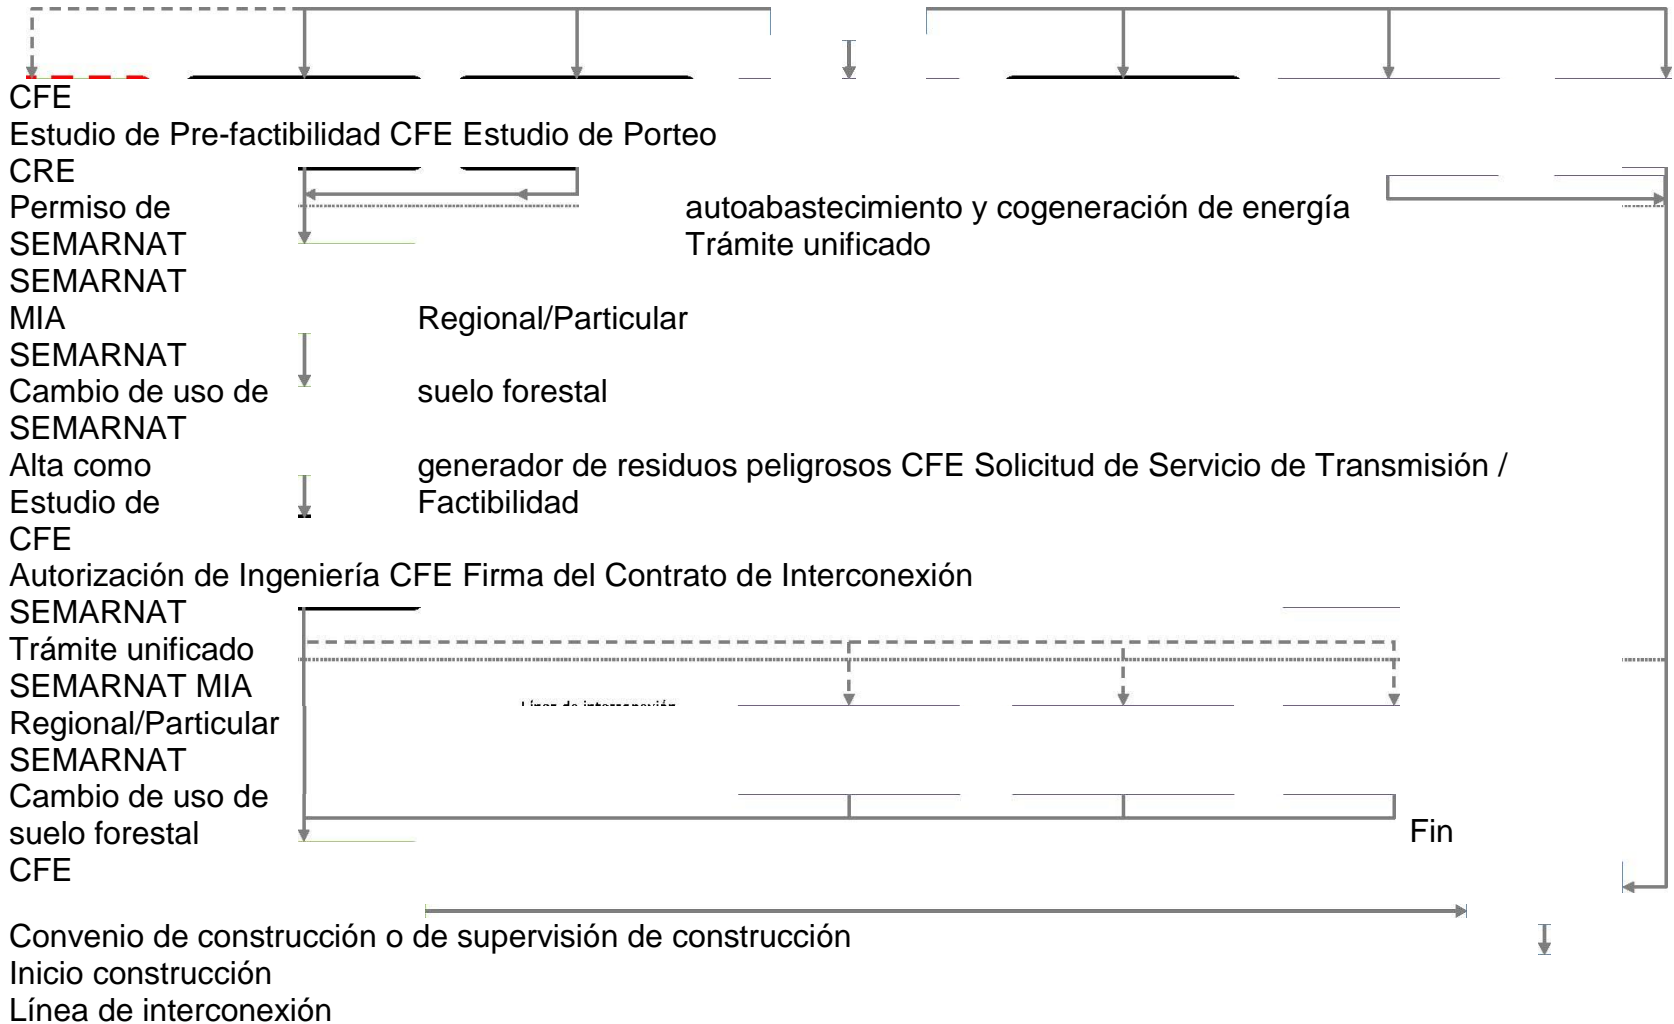 CFE
Estudio de Pre-factibilidad CFE Estudio de Porteo
CRE
Permiso de autoabastecimiento y cogeneración de energía
SEMARNAT Trámite unificado
SEMARNAT
MIA Regional/Particular
SEMARNAT
Cambio de uso de suelo forestal
SEMARNAT
Alta como generador de residuos peligrosos CFE Solicitud de Servicio de Transmisión /
Estudio de Factibilidad
CFE
Autorización de Ingeniería CFE Firma del Contrato de Interconexión
SEMARNAT
Trámite unificado
SEMARNAT MIA
Línea de interconexión
Regional/Particular
SEMARNAT
Cambio de uso de
suelo forestal Fin
CFE
Convenio de construcción o de supervisión de construcción
Inicio construcción
Línea de interconexión